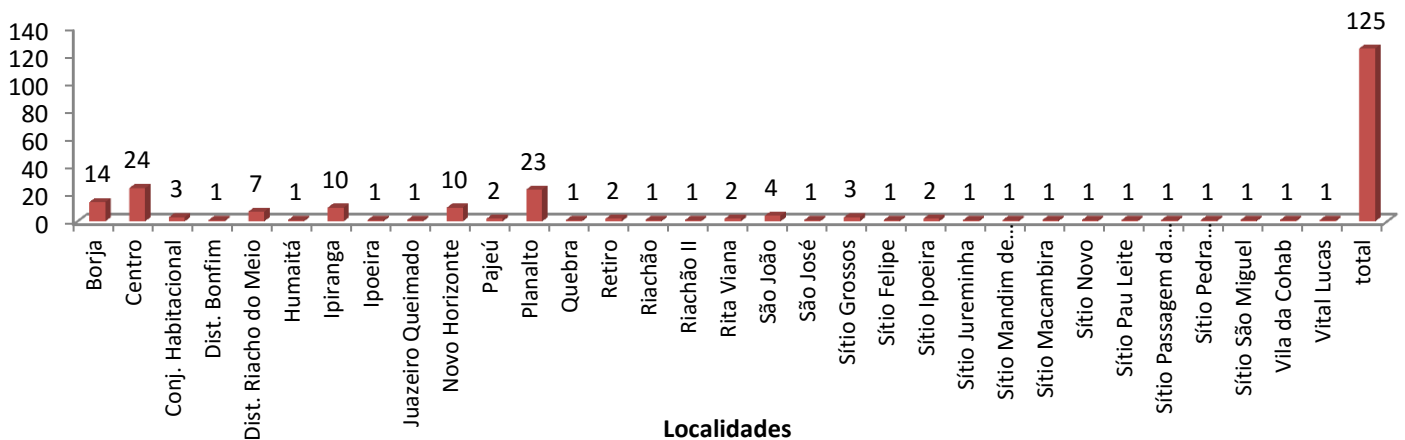 140
120
100
80
60
40
20
0
14
24
3
1
7
1
10
1
1
10
2
23
1
2
1
1
2
4
1
3
1
2
1
1
1
1
1
1
1
1
1
1
125
Borja
Centro
Conj. Habitacional
Dist. Bonfim
Dist. Riacho do Meio
Humaitá
Ipiranga
Ipoeira
Juazeiro Queimado
Novo Horizonte
Pajeú
Planalto
Quebra
Retiro
Riachão
Riachão II
Rita Viana
São João
São José
Sítio Grossos
Sítio Felipe
Sítio Ipoeira
Sítio Jureminha
Sítio Mandim de...
Sítio Macambira
Sítio Novo
Sítio Pau Leite
Sítio Passagem da...
Sítio Pedra...
Sítio São Miguel
Vila da Cohab
Vital Lucas
total
Localidades